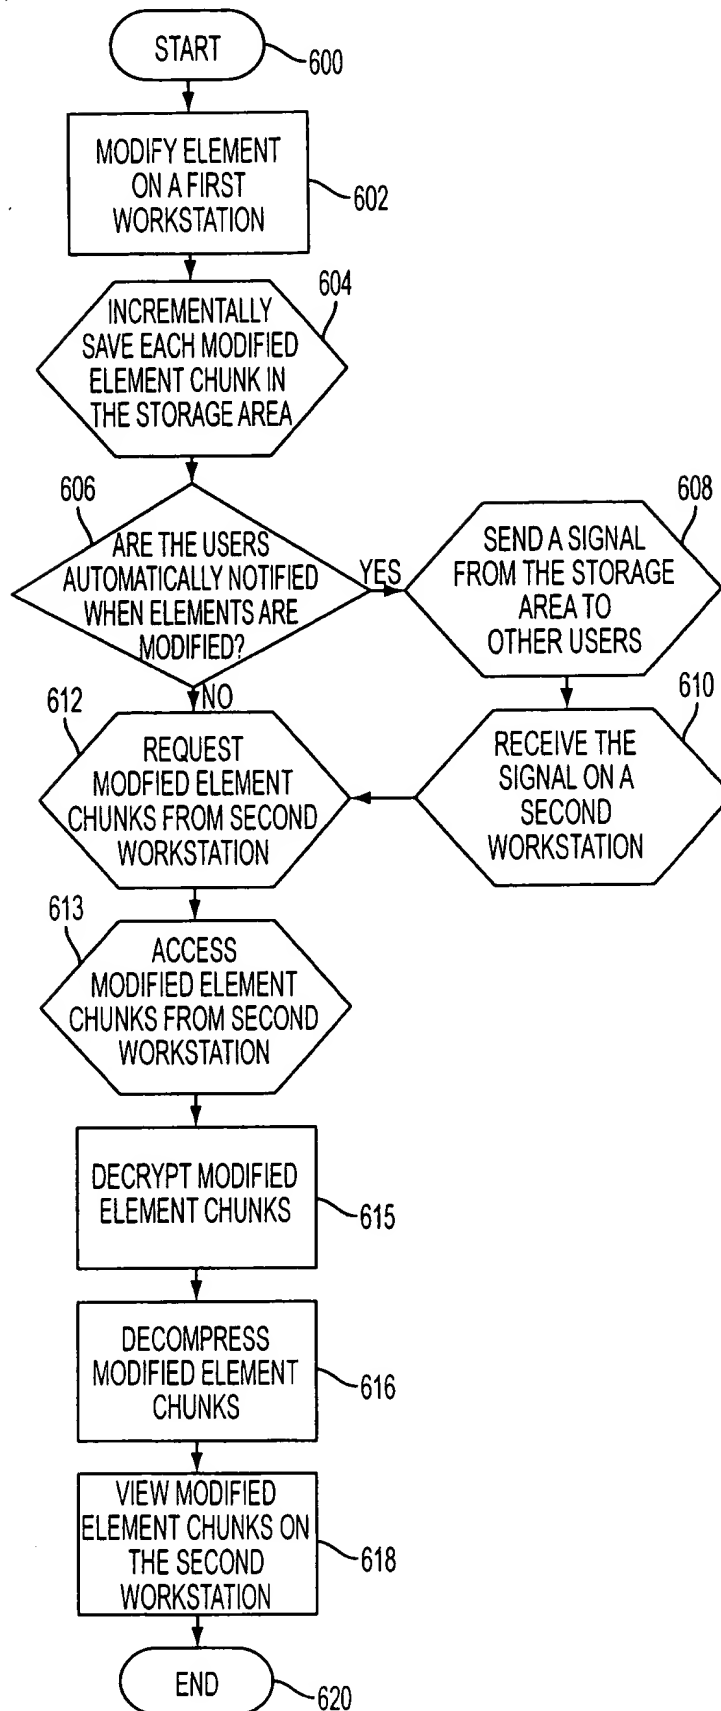 START
600
MODIFY ELEMENT
ON A FIRST
WORKSTATION
602
604
INCREMENTALLY
SAVE EACH MODIFIED
ELEMENT CHUNK IN
THE STORAGE AREA
606
ARE THE USERS
AUTOMATICALLY NOTIFIED
WHEN ELEMENTS ARE
MODIFIED?
YES
608
SEND A SIGNAL
FROM THE STORAGE
AREA TO
OTHER USERS
NO
610
RECEIVE THE
SIGNAL ON A
SECOND
WORKSTATION
612
REQUEST
MODFIED ELEMENT
CHUNKS FROM SECOND
WORKSTATION
613
ACCESS
MODIFIED ELEMENT
CHUNKS FROM SECOND
WORKSTATION
DECRYPT MODIFIED
ELEMENT CHUNKS
615
DECOMPRESS
MODIFIED ELEMENT
CHUNKS
616
VIEW MODIFIED
ELEMENT CHUNKS ON
THE SECOND
WORKSTATION
618
END
620